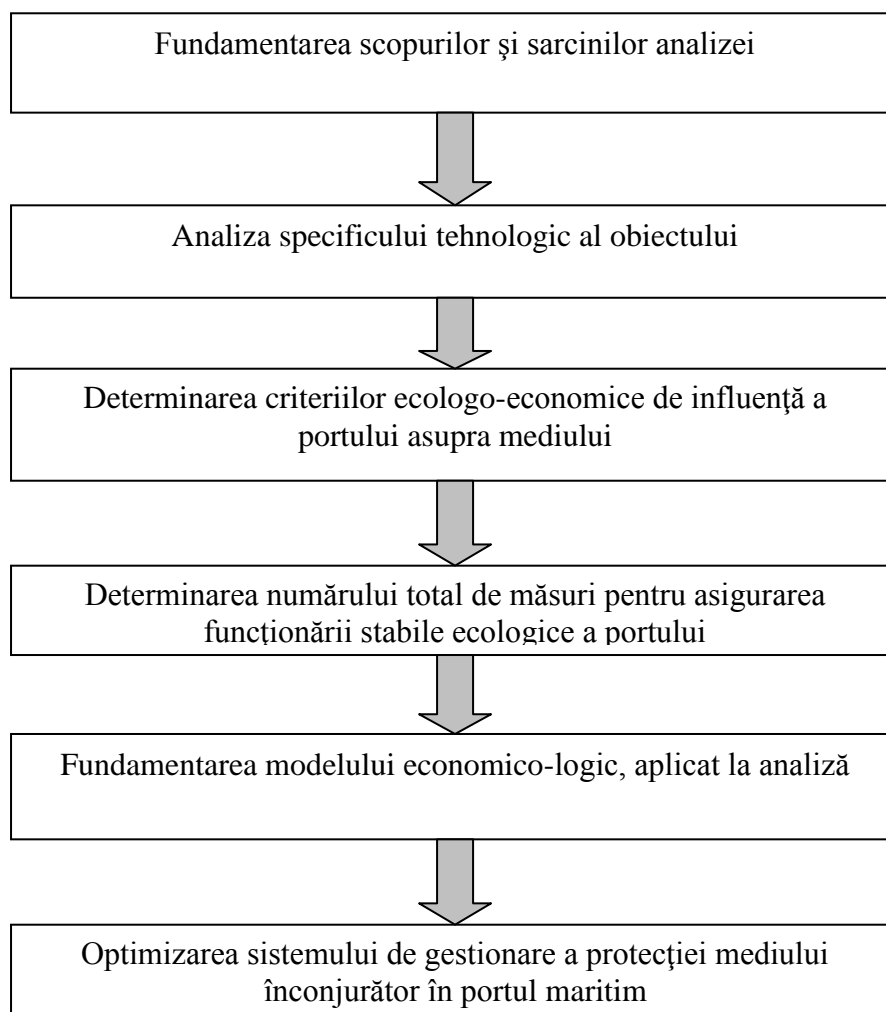 Fundamentarea scopurilor şi sarcinilor analizei
Analiza specificului tehnologic al obiectului
Determinarea criteriilor ecologo-economice de influenţă a
portului asupra mediului
Determinarea numărului total de măsuri pentru asigurarea
funcţionării stabile ecologice a portului
Fundamentarea modelului economico-logic, aplicat la analiză
Optimizarea sistemului de gestionare a protecţiei mediului
înconjurător în portul maritim